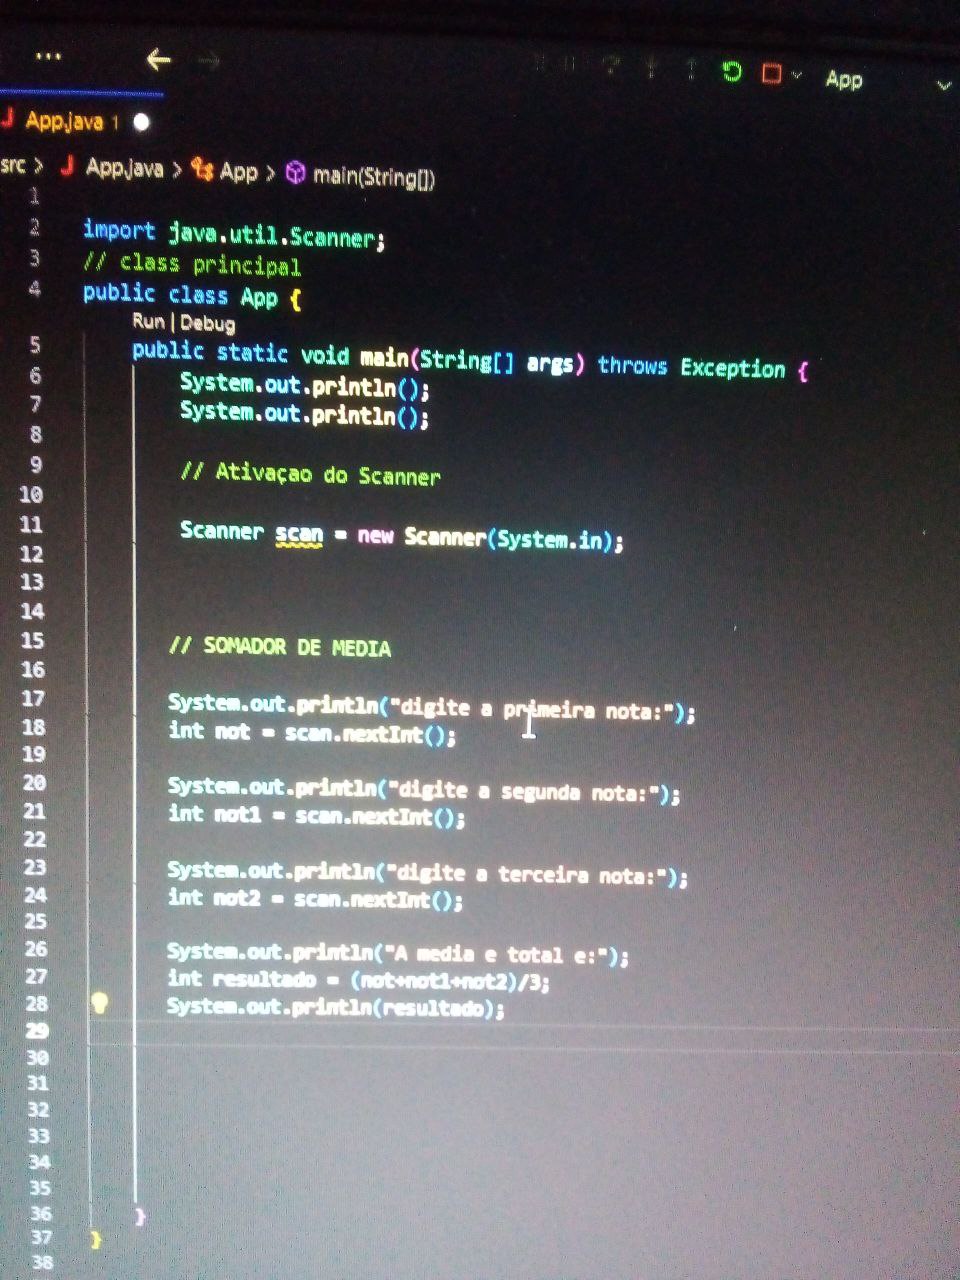 ... App
App.java 1
src > App.java > App > main(String[])
1
2 import java.util.Scanner;
3 // class principal
4 public class App {
Run | Debug
5 public static void main(String[] args) throws Exception {
6 System.out.println();
7 System.out.println();
8
9 // Ativaçao do Scanner
10
11 Scanner scan = new Scanner(System.in);
12
13
14
15 // SOMADOR DE MEDIA
16
17 System.out.println("digite a primeira nota:");
18 int not = scan.nextInt();
19
20 System.out.println("digite a segunda nota:");
21 int not1 = scan.nextInt();
22
23 System.out.println("digite a terceira nota:");
24 int not2 = scan.nextInt();
25
26 System.out.println("A media e total e:");
27 int resultado = (not+not1+not2)/3;
28 System.out.println(resultado);
29
30
31
32
33
34
35
36 }
37 }
38